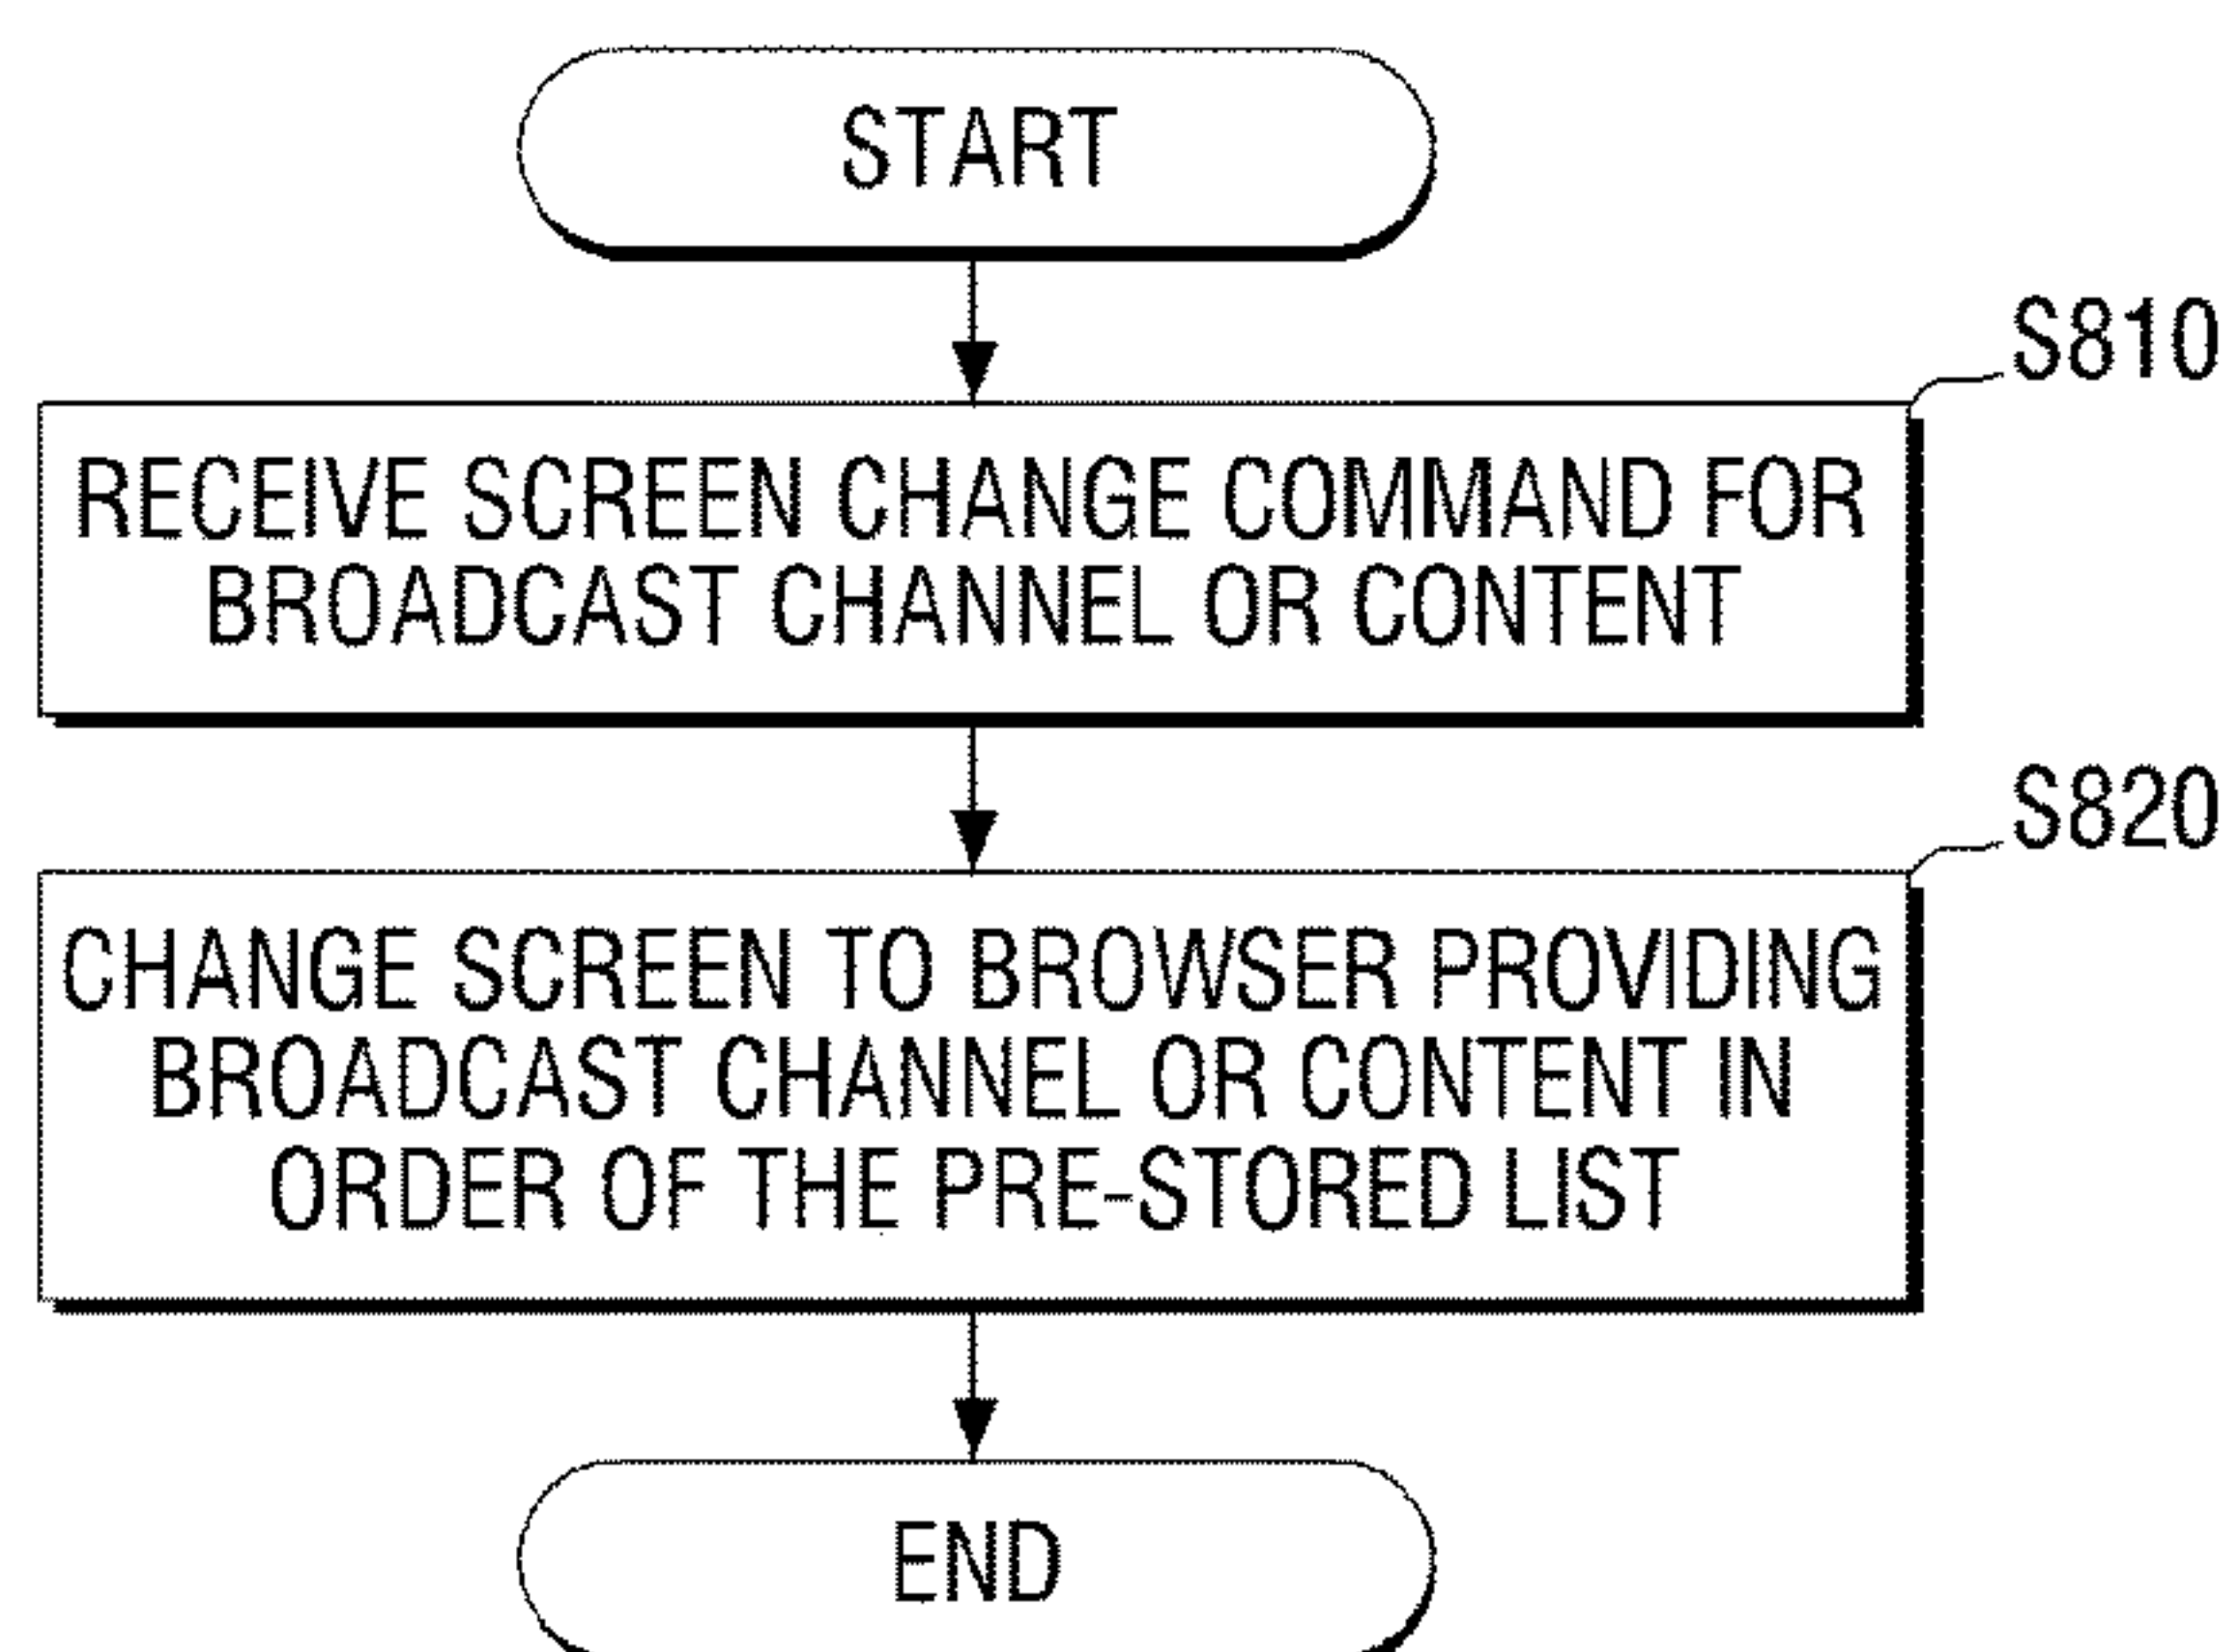 START
S810
RECEIVE SCREEN CHANGE COMMAND FOR
BROADCAST CHANNEL OR CONTENT
S820
CHANGE SCREEN TO BROWSER PROVIDING
BROADCAST CHANNEL OR CONTENT IN
ORDER OF THE PRE-STORED LIST
END